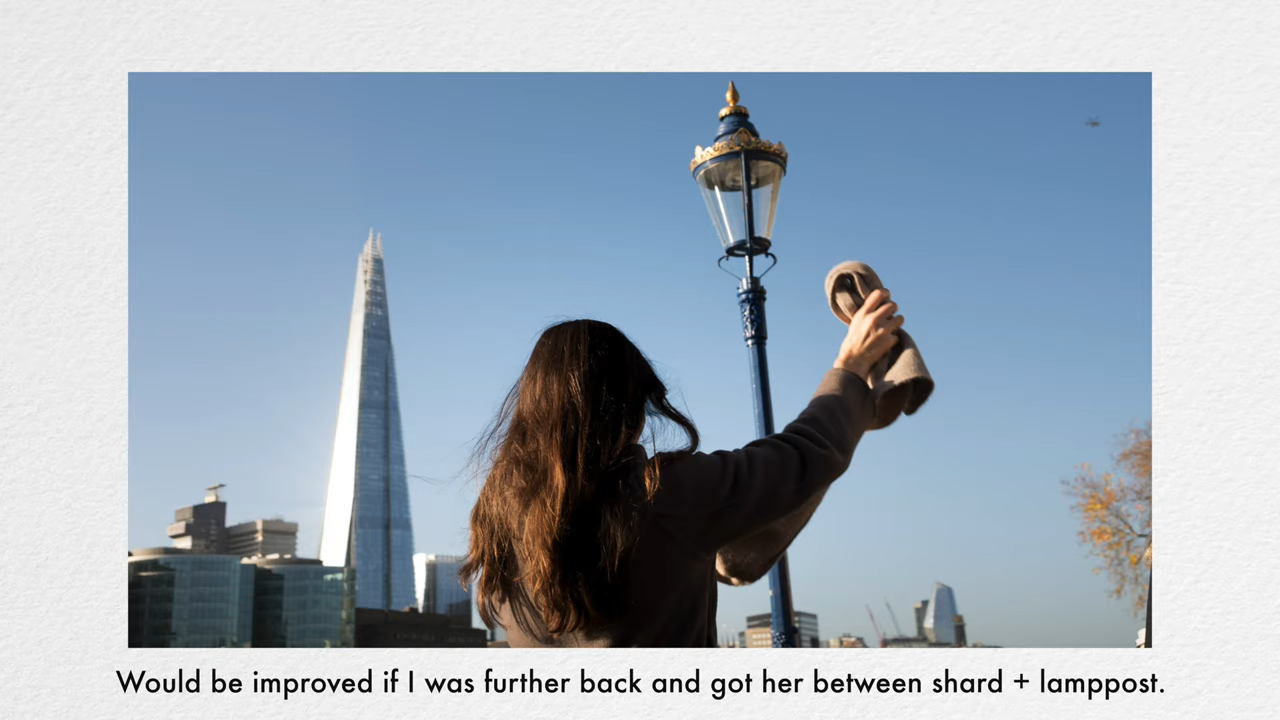 Would be improved if I was further back and got her between shard + lamppost.